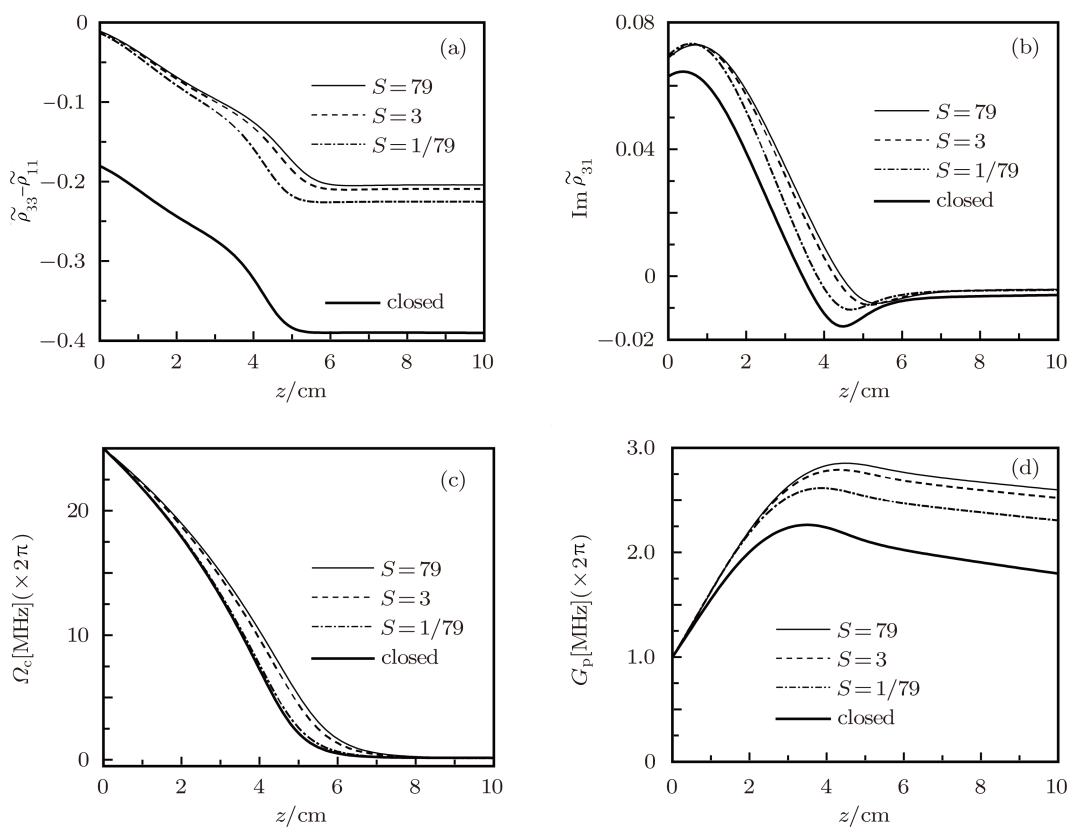 0
−0.1
−0.2
−0.3
−0.4
ρ̃₃₃−ρ̃₁₁
(a)
S=79
S=3
S=1/79
closed
0 2 4 6 8 10
z/cm
0.08
0.04
0
−0.02
Im ρ̃₃₁
(b)
S=79
S=3
S=1/79
closed
0 2 4 6 8 10
z/cm
20
10
0
Ω_c[MHz](×2π)
(c)
S=79
S=3
S=1/79
closed
0 2 4 6 8 10
z/cm
3.0
2.0
1.0
0
G_p[MHz](×2π)
(d)
S=79
S=3
S=1/79
closed
0 2 4 6 8 10
z/cm